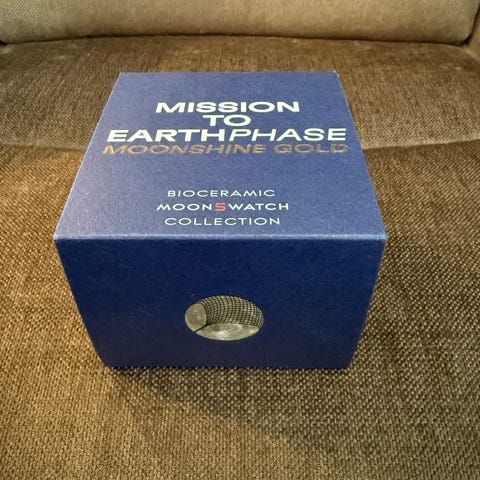 MISSION
TO
EARTHPHASE
MOONSHINE GOLD
BIOCERAMIC
MOONSWATCH
COLLECTION